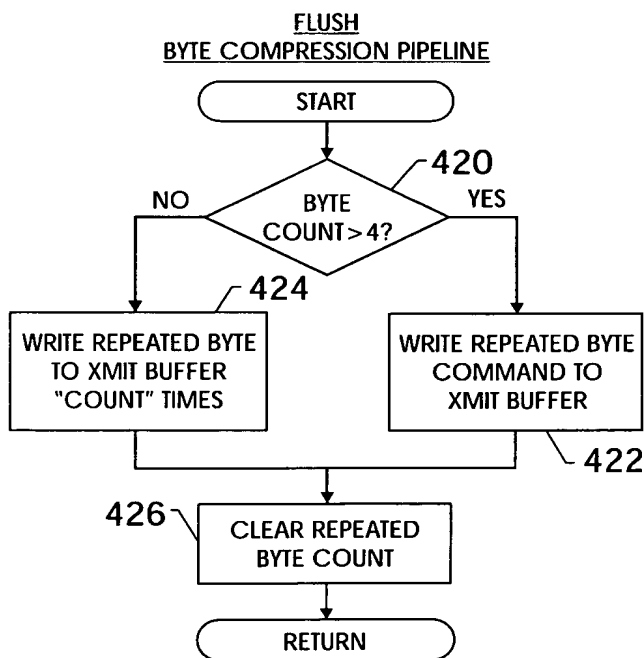 FLUSH
BYTE COMPRESSION PIPELINE
START
420
NO
BYTE
COUNT>4?
YES
424
WRITE REPEATED BYTE
TO XMIT BUFFER
"COUNT" TIMES
WRITE REPEATED BYTE
COMMAND TO
XMIT BUFFER
422
426
CLEAR REPEATED
BYTE COUNT
RETURN